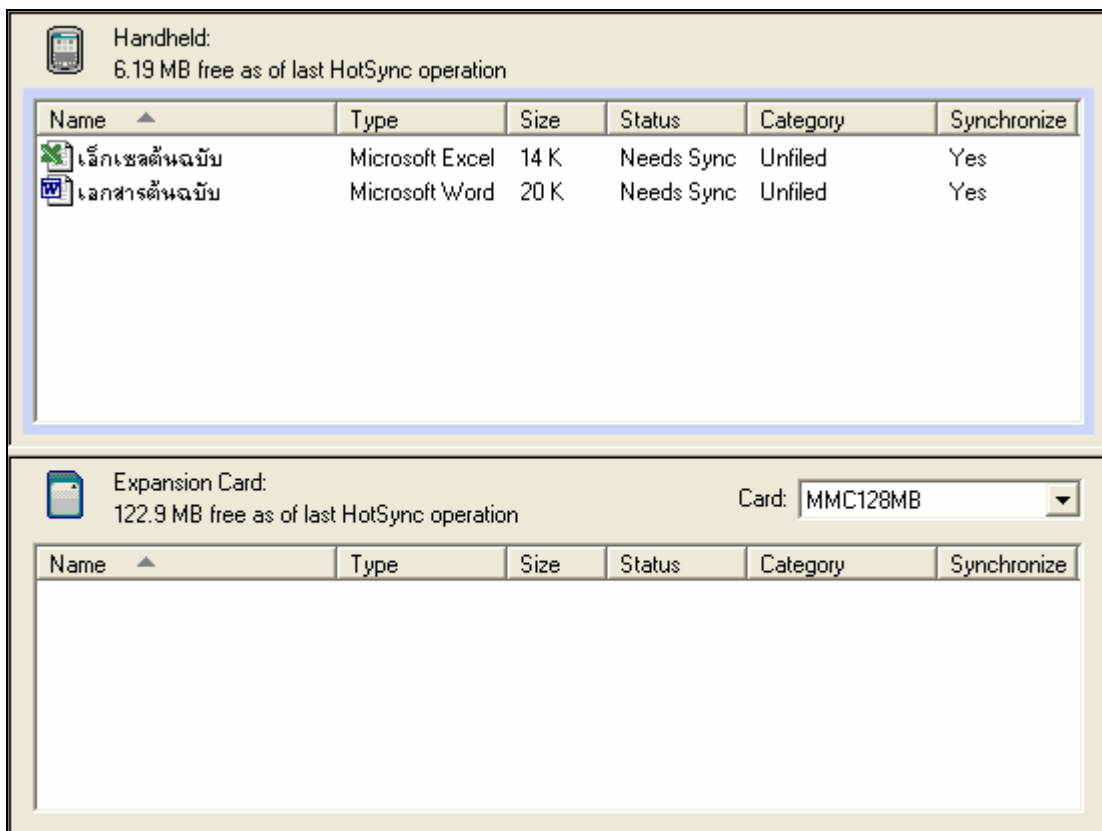 Handheld:
6.19 MB free as of last HotSync operation
Name Type Size Status Category Synchronize
เอ็กเซลต้นฉบับ Microsoft Excel 14 K Needs Sync Unfiled Yes
เอกสารต้นฉบับ Microsoft Word 20 K Needs Sync Unfiled Yes
Expansion Card:
122.9 MB free as of last HotSync operation
Card: MMC128MB
Name Type Size Status Category Synchronize